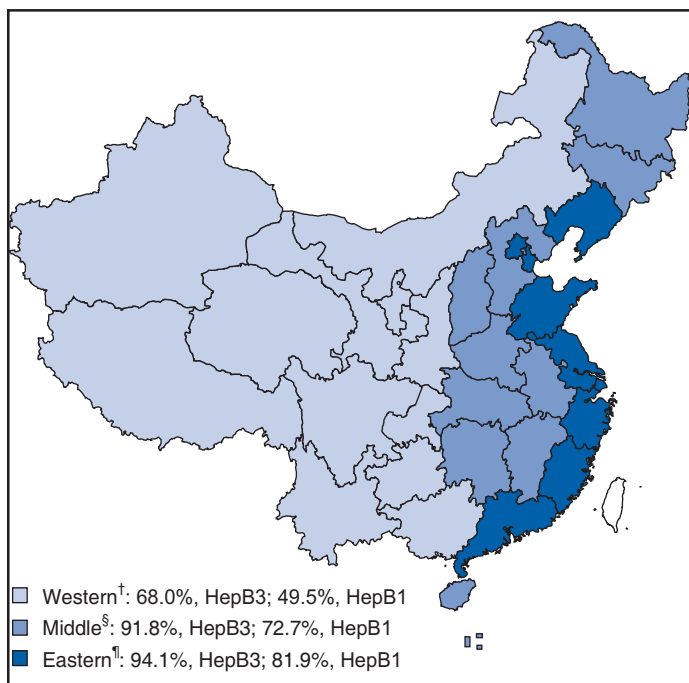 Western†: 68.0%, HepB3; 49.5%, HepB1
Middle§: 91.8%, HepB3; 72.7%, HepB1
Eastern¶: 94.1%, HepB3; 81.9%, HepB1